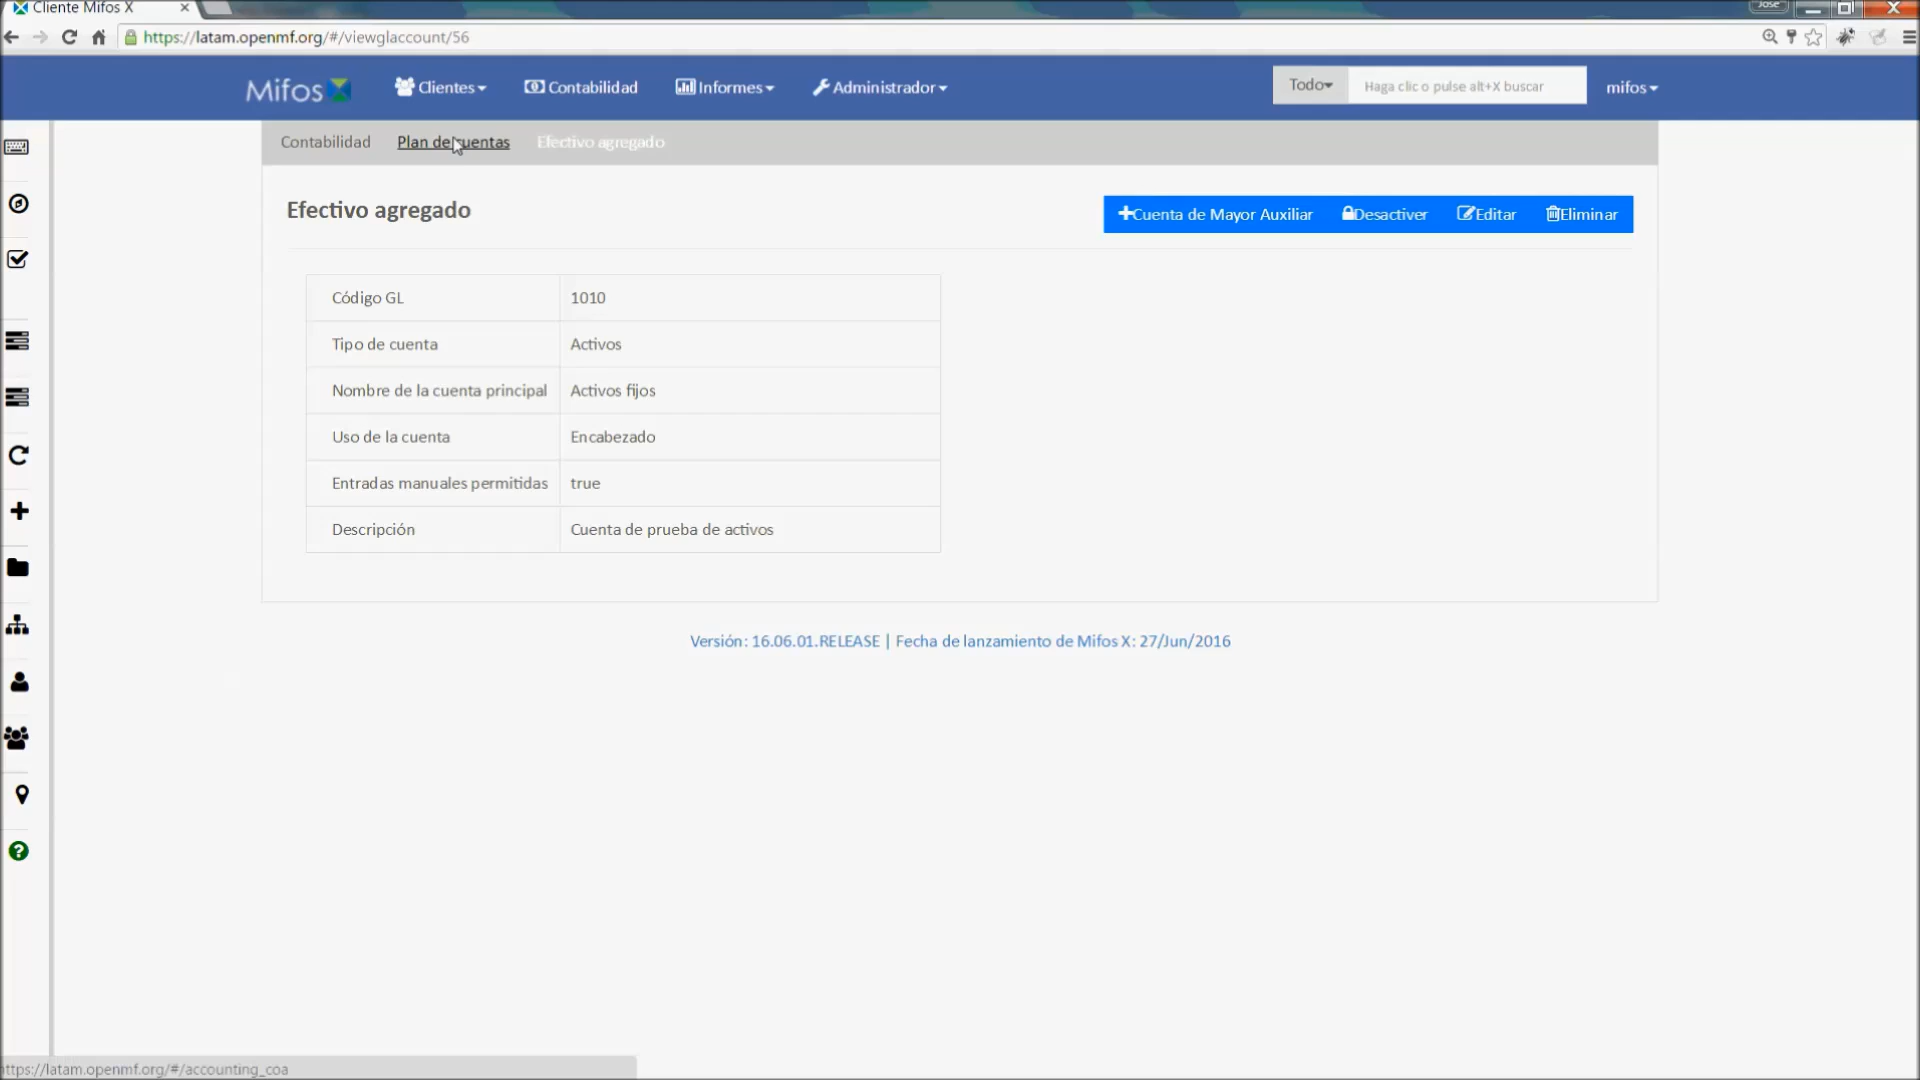 Cliente Mifos X
Jose
https://latam.openmf.org/#/viewglaccount/56
Mifos Clientes Contabilidad Informes Administrador Todo Haga clic o pulse alt+X buscar mifos
Contabilidad Plan de cuentas Efectivo agregado
Efectivo agregado
Cuenta de Mayor Auxiliar Desactiver Editar Eliminar
Código GL 1010
Tipo de cuenta Activos
Nombre de la cuenta principal Activos fijos
Uso de la cuenta Encabezado
Entradas manuales permitidas true
Descripción Cuenta de prueba de activos
Versión: 16.06.01.RELEASE | Fecha de lanzamiento de Mifos X: 27/Jun/2016
https://latam.openmf.org/#/accounting_coa